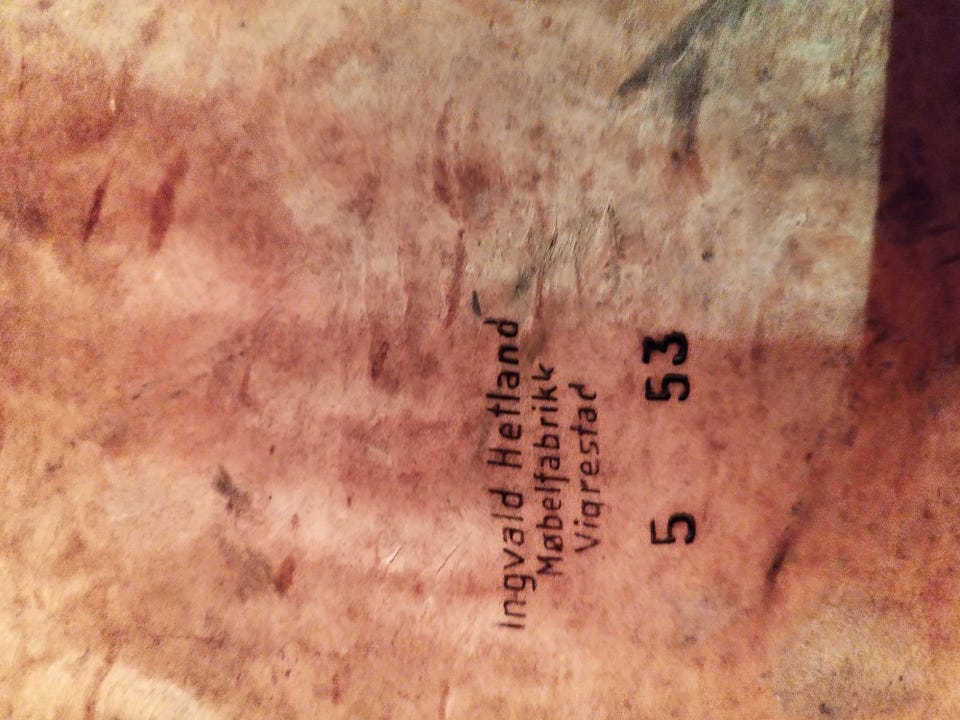 Ingvald Hetland
Møbelfabrikk
Vigrestad
5 53